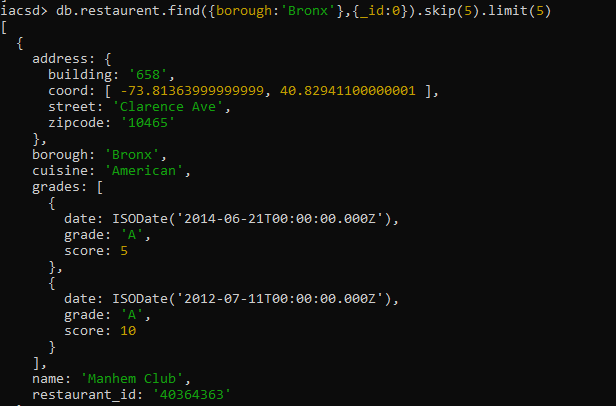 iacsd> db.restaurent.find({borough:'Bronx'},{_id:0}).skip(5).limit(5)
[
  {
    address: {
      building: '658',
      coord: [ -73.81363999999999, 40.82941100000001 ],
      street: 'Clarence Ave',
      zipcode: '10465'
    },
    borough: 'Bronx',
    cuisine: 'American',
    grades: [
      {
        date: ISODate('2014-06-21T00:00:00.000Z'),
        grade: 'A',
        score: 5
      },
      {
        date: ISODate('2012-07-11T00:00:00.000Z'),
        grade: 'A',
        score: 10
      }
    ],
    name: 'Manhem Club',
    restaurant_id: '40364363'